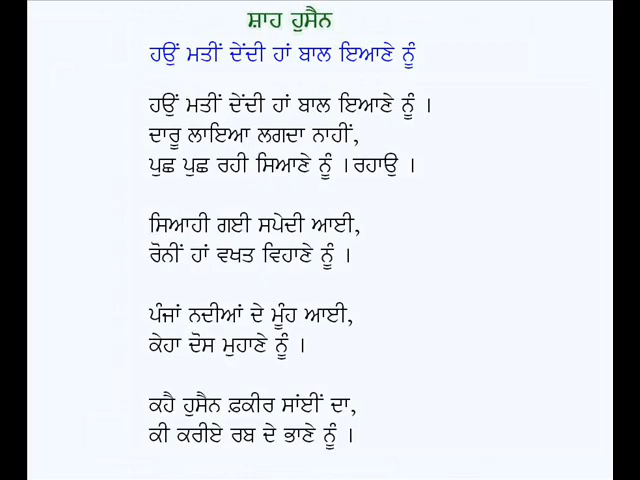 ਸ਼ਾਹ ਹੁਸੈਨ
ਹਉਂ ਮਤੀਂ ਦੇਂਦੀ ਹਾਂ ਬਾਲ ਇਆਣੇ ਨੂੰ
ਹਉਂ ਮਤੀਂ ਦੇਂਦੀ ਹਾਂ ਬਾਲ ਇਆਣੇ ਨੂੰ ।
ਦਾਰੂ ਲਾਇਆ ਲਗਦਾ ਨਾਹੀਂ,
ਪੁਛ ਪੁਛ ਰਹੀ ਸਿਆਣੇ ਨੂੰ ।ਰਹਾਉ ।
ਸਿਆਹੀ ਗਈ ਸਪੇਦੀ ਆਈ,
ਰੋਨੀਂ ਹਾਂ ਵਖਤ ਵਿਹਾਣੇ ਨੂੰ ।
ਪੰਜਾਂ ਨਦੀਆਂ ਦੇ ਮੂੰਹ ਆਈ,
ਕੇਹਾ ਦੋਸ ਮੁਹਾਣੇ ਨੂੰ ।
ਕਹੈ ਹੁਸੈਨ ਫ਼ਕੀਰ ਸਾਂਈਂ ਦਾ,
ਕੀ ਕਰੀਏ ਰਬ ਦੇ ਭਾਣੇ ਨੂੰ ।